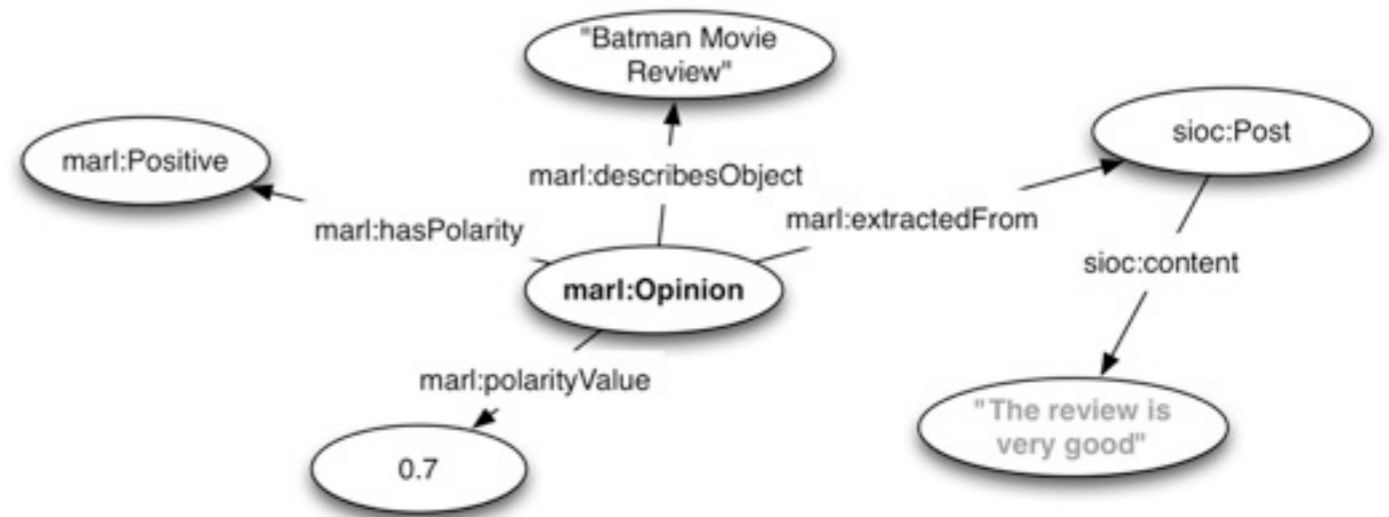 "Batman Movie
Review"
marl:Positive
sioc:Post
marl:describesObject
marl:hasPolarity
marl:extractedFrom
marl:Opinion
sioc:content
marl:polarityValue
"The review is
very good"
0.7